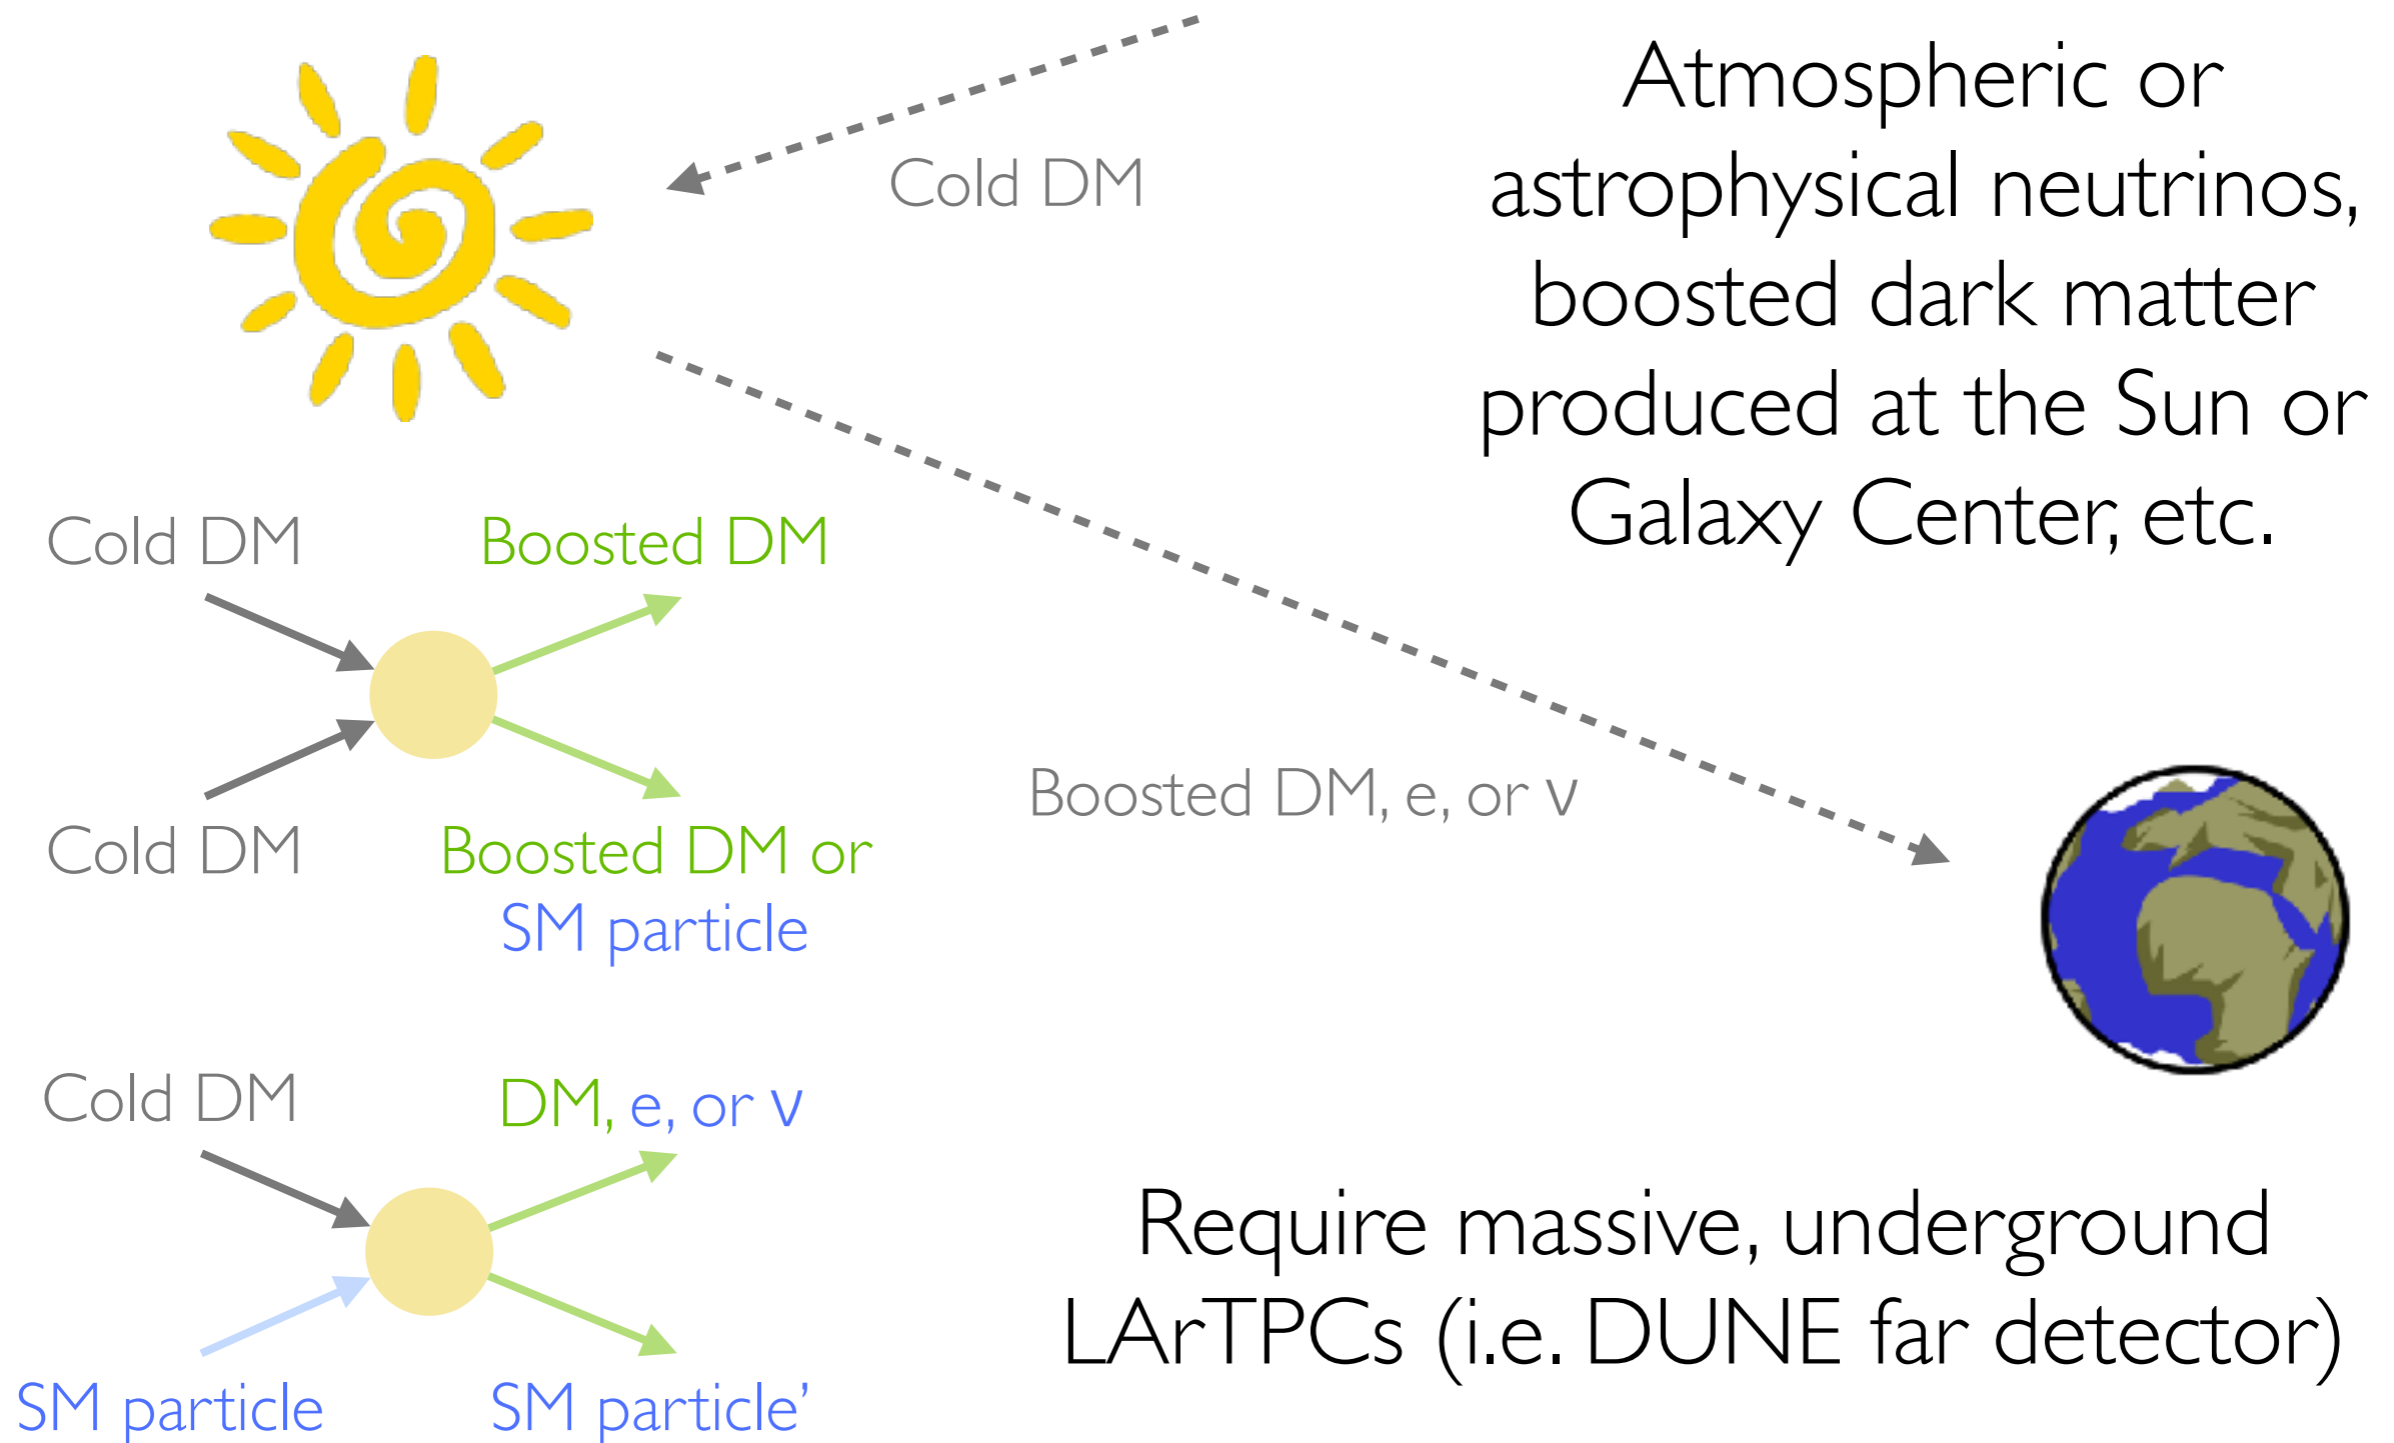 Cold DM
Atmospheric or
astrophysical neutrinos,
boosted dark matter
produced at the Sun or
Galaxy Center, etc.
Cold DM
Boosted DM
Cold DM
Boosted DM or
SM particle
Boosted DM, e, or ν
Cold DM
DM, e, or ν
SM particle
SM particle’
Require massive, underground
LArTPCs (i.e. DUNE far detector)